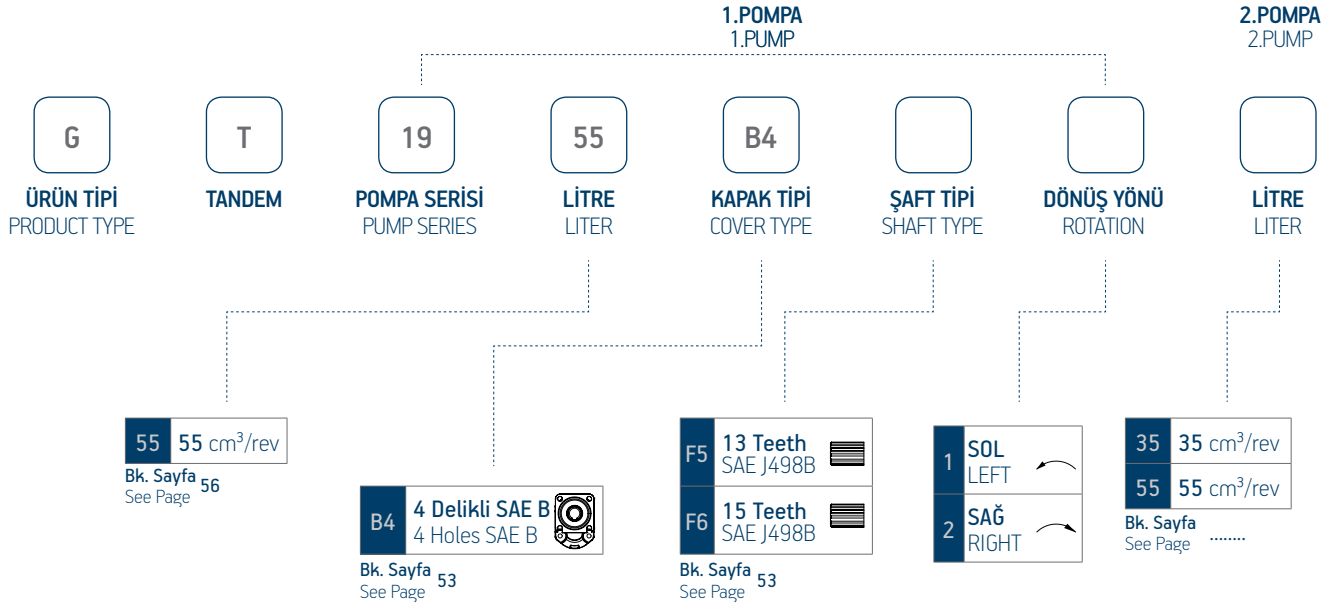 1.POMPA
1.PUMP
2.POMPA
2.PUMP
G
T
19
55
B4
ÜRÜN TİPİ
PRODUCT TYPE
TANDEM
POMPA SERİSİ
PUMP SERIES
LİTRE
LITER
KAPAK TİPİ
COVER TYPE
ŞAFT TİPİ
SHAFT TYPE
DÖNÜŞ YÖNÜ
ROTATION
LİTRE
LITER
55 55 cm³/rev
Bk. Sayfa 56
See Page
B4 4 Delikli SAE B
4 Holes SAE B
Bk. Sayfa 53
See Page
F5 13 Teeth
SAE J498B
F6 15 Teeth
SAE J498B
Bk. Sayfa 53
See Page
1 SOL
LEFT
2 SAĞ
RIGHT
35 35 cm³/rev
55 55 cm³/rev
Bk. Sayfa
See Page ........